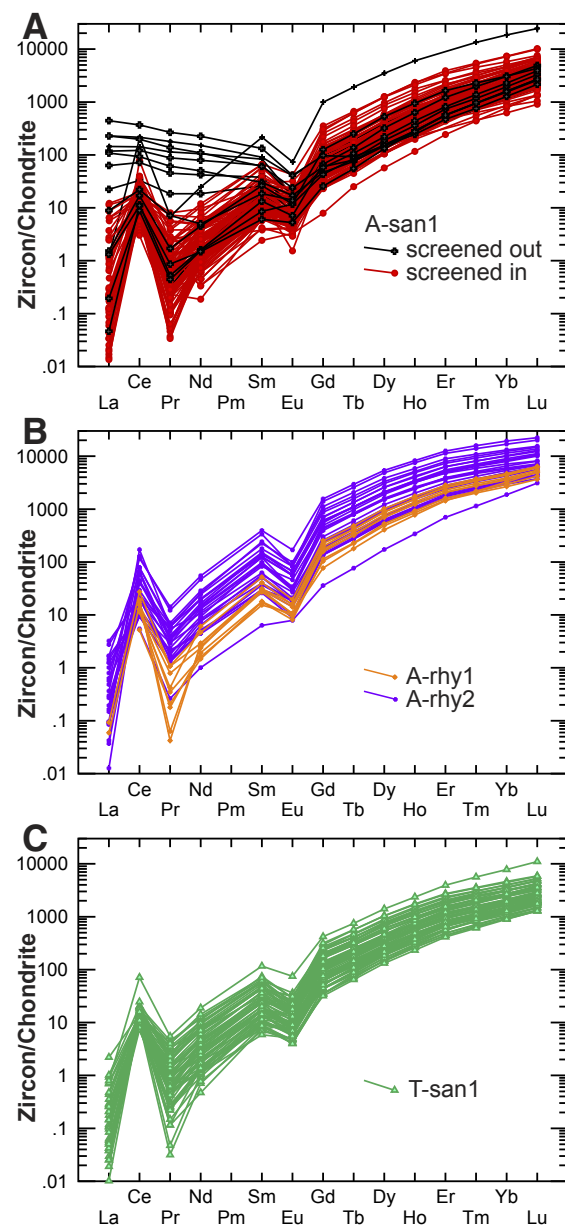 A
Zircon/Chondrite
10000
1000
100
10
1
.1
.01
A-san1
screened out
screened in
Ce Nd Sm Gd Dy Er Yb
La Pr Pm Eu Tb Ho Tm Lu
B
Zircon/Chondrite
10000
1000
100
10
1
.1
.01
A-rhy1
A-rhy2
Ce Nd Sm Gd Dy Er Yb
La Pr Pm Eu Tb Ho Tm Lu
C
Zircon/Chondrite
10000
1000
100
10
1
.1
.01
T-san1
Ce Nd Sm Gd Dy Er Yb
La Pr Pm Eu Tb Ho Tm Lu